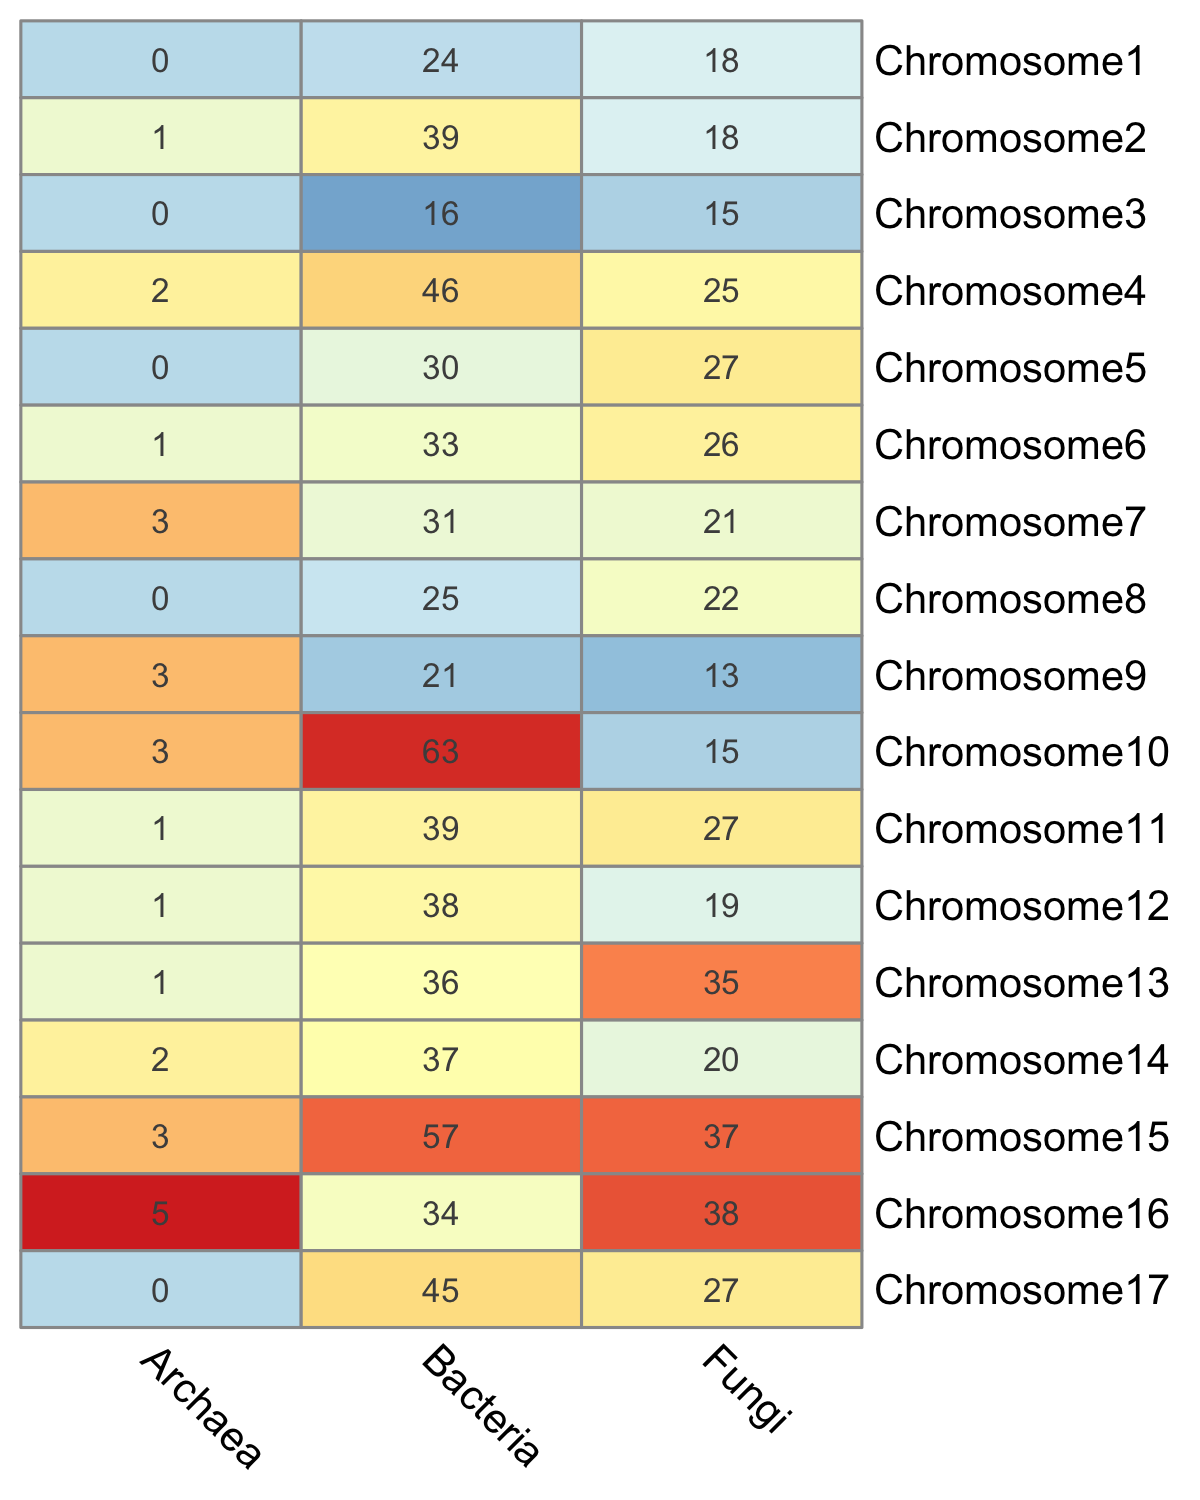 0 24 18 Chromosome1
1 39 18 Chromosome2
0 16 15 Chromosome3
2 46 25 Chromosome4
0 30 27 Chromosome5
1 33 26 Chromosome6
3 31 21 Chromosome7
0 25 22 Chromosome8
3 21 13 Chromosome9
3 63 15 Chromosome10
1 39 27 Chromosome11
1 38 19 Chromosome12
1 36 35 Chromosome13
2 37 20 Chromosome14
3 57 37 Chromosome15
5 34 38 Chromosome16
0 45 27 Chromosome17
Archaea Bacteria Fungi